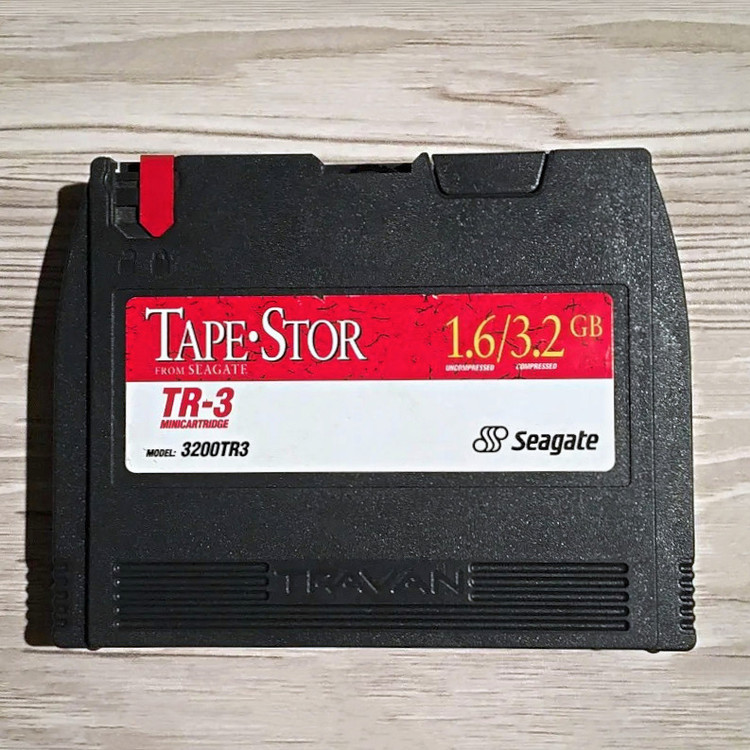 TAPE•STOR
FROM SEAGATE
1.6/3.2 GB
UNCOMPRESSED COMPRESSED
TR-3
MINICARTRIDGE
MODEL: 3200TR3
Seagate
TRAVAN